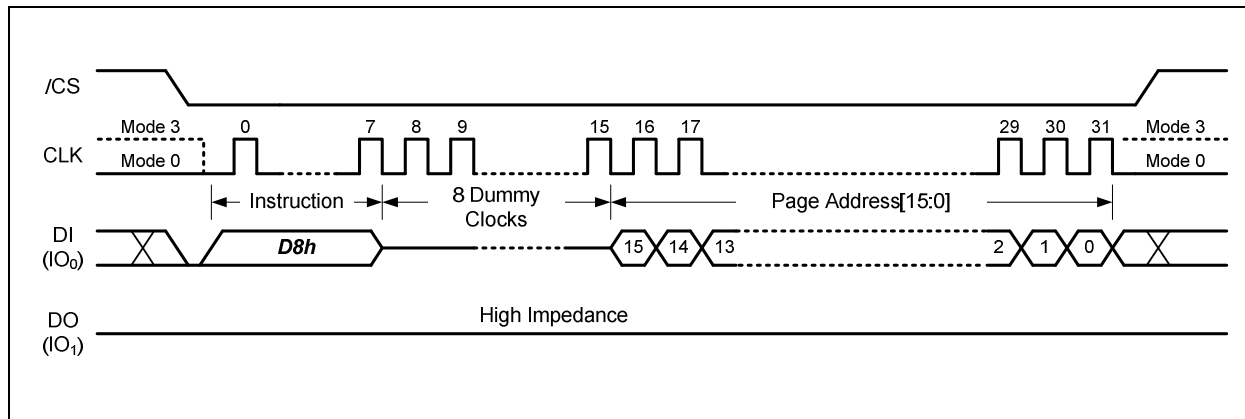 /CS
Mode 3 0 7 8 9 15 16 17 29 30 31 Mode 3
CLK
Mode 0 Mode 0
Instruction 8 Dummy Clocks Page Address[15:0]
DI (IO0) D8h 15 14 13 2 1 0
High Impedance
DO
(IO1)